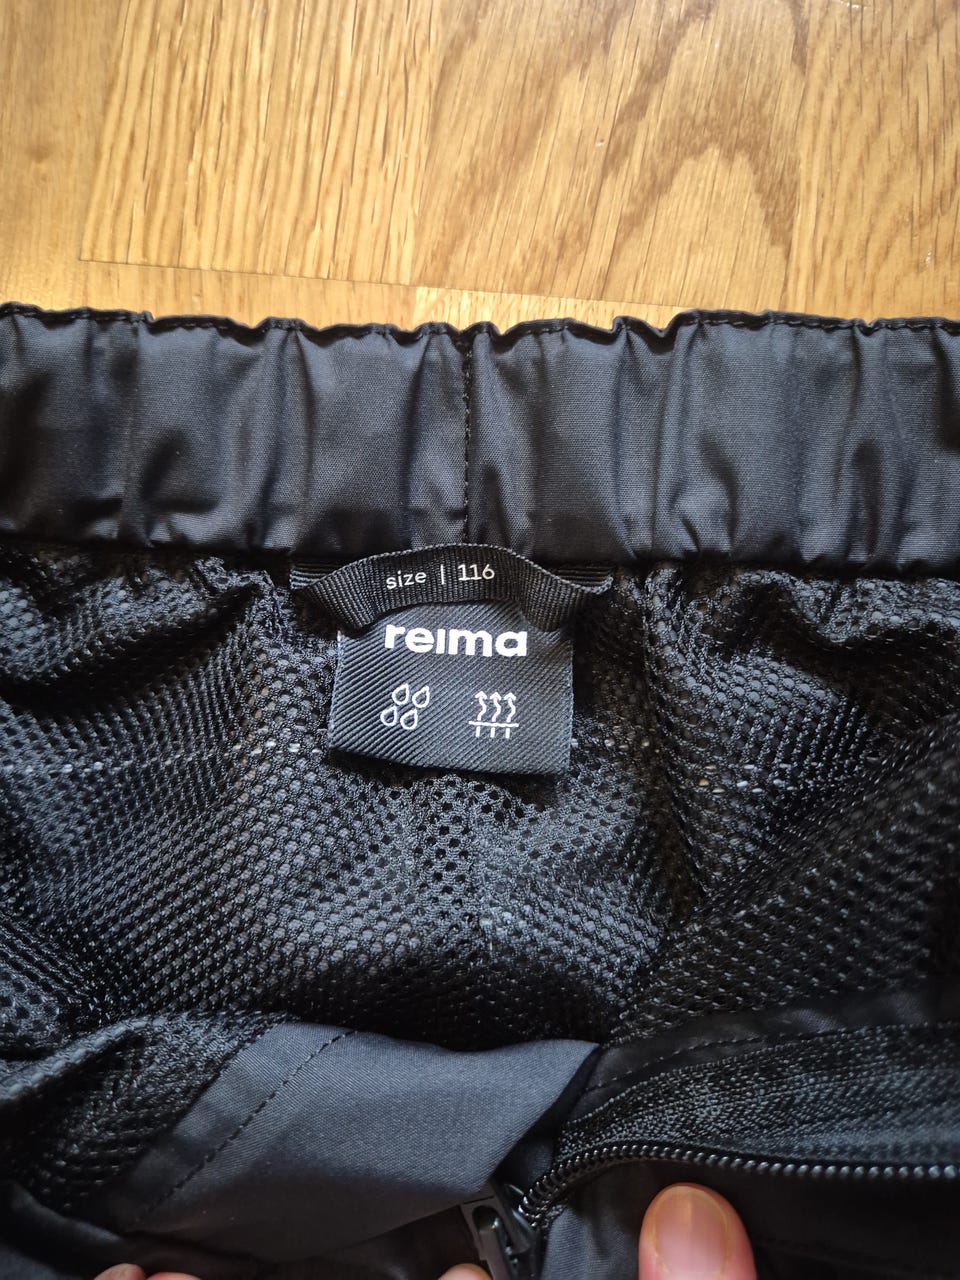 size | 116
reima